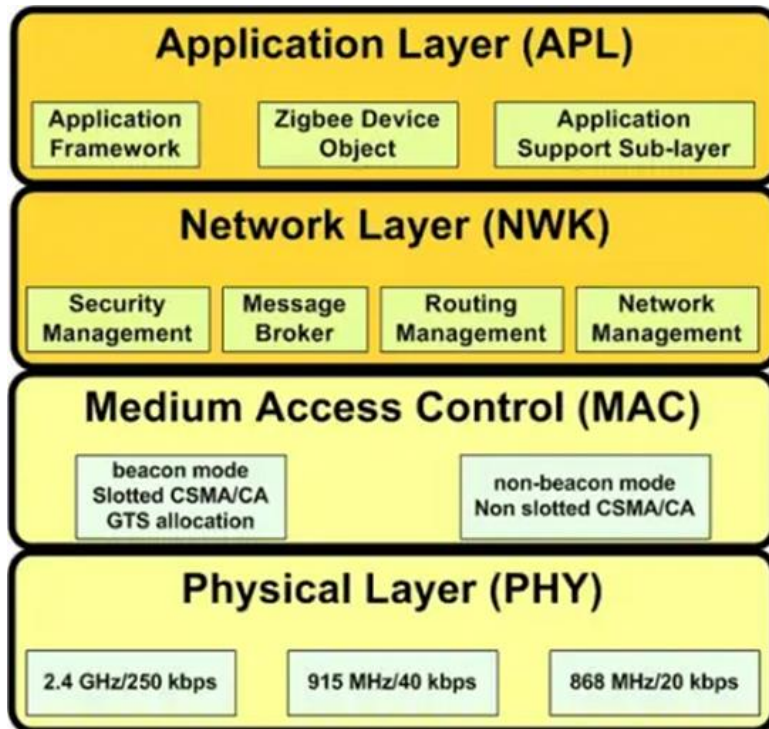 Application Layer (APL)
Application
Framework
Zigbee Device
Object
Application
Support Sub-layer
Network Layer (NWK)
Security
Management
Message
Broker
Routing
Management
Network
Management
Medium Access Control (MAC)
beacon mode
Slotted CSMA/CA
GTS allocation
non-beacon mode
Non slotted CSMA/CA
Physical Layer (PHY)
2.4 GHz/250 kbps
915 MHz/40 kbps
868 MHz/20 kbps